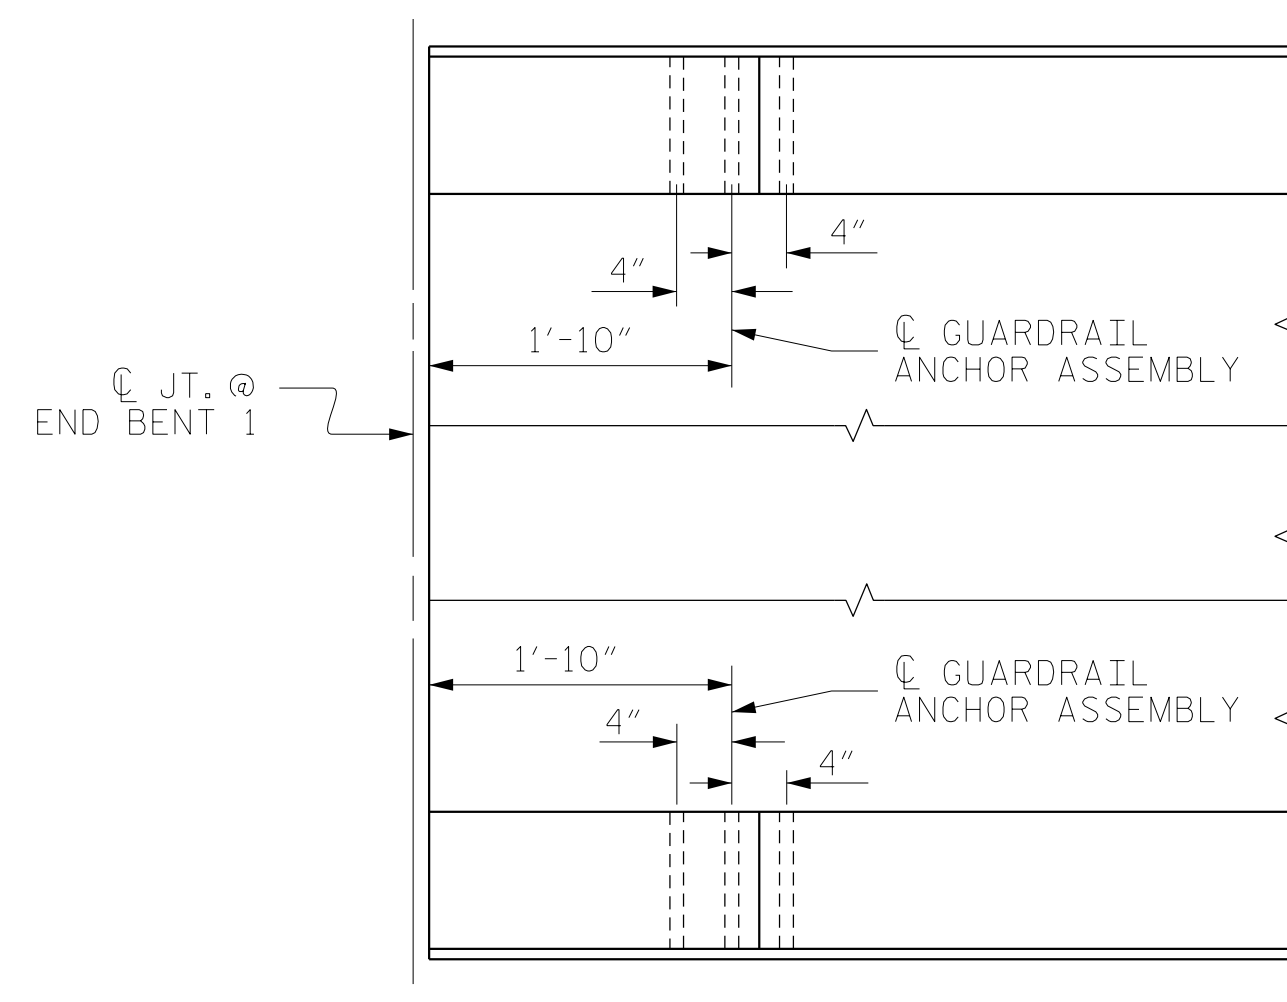 4"
4"
1'-10"
℄ GUARDRAIL
ANCHOR ASSEMBLY
℄ JT. @
END BENT 1
1'-10"
℄ GUARDRAIL
ANCHOR ASSEMBLY
4"
4"